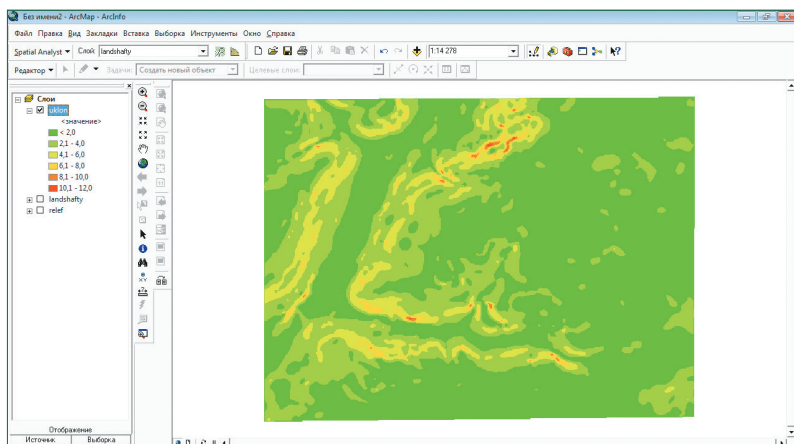 Без имени2 - ArcMap - ArcInfo
Файл Правка Вид Закладки Вставка Выборка Инструменты Окно Справка
Spatial Analyst Слой: landshafty 1:14 278
Редактор Задачи: Создать новый объект Целевые слои:
Слои
uklon
<значение>
< 2,0
2,1 - 4,0
4,1 - 6,0
6,1 - 8,0
8,1 - 10,0
10,1 - 12,0
landshafty
relef
XY
Отображение
Источник Выборка